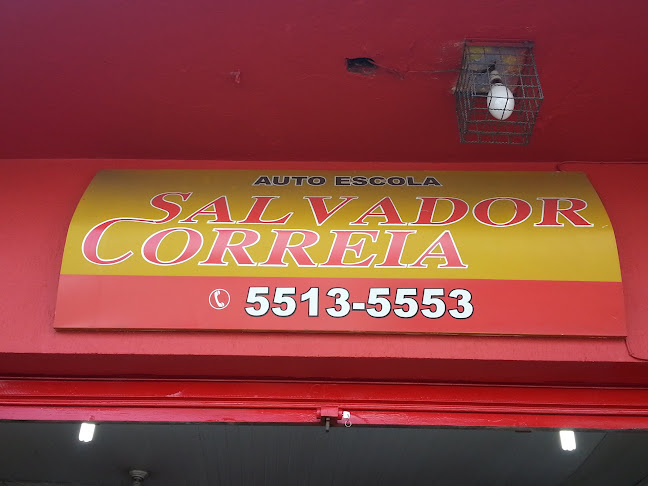 AUTO ESCOLA
SALVADOR
CORREIA
5513-5553